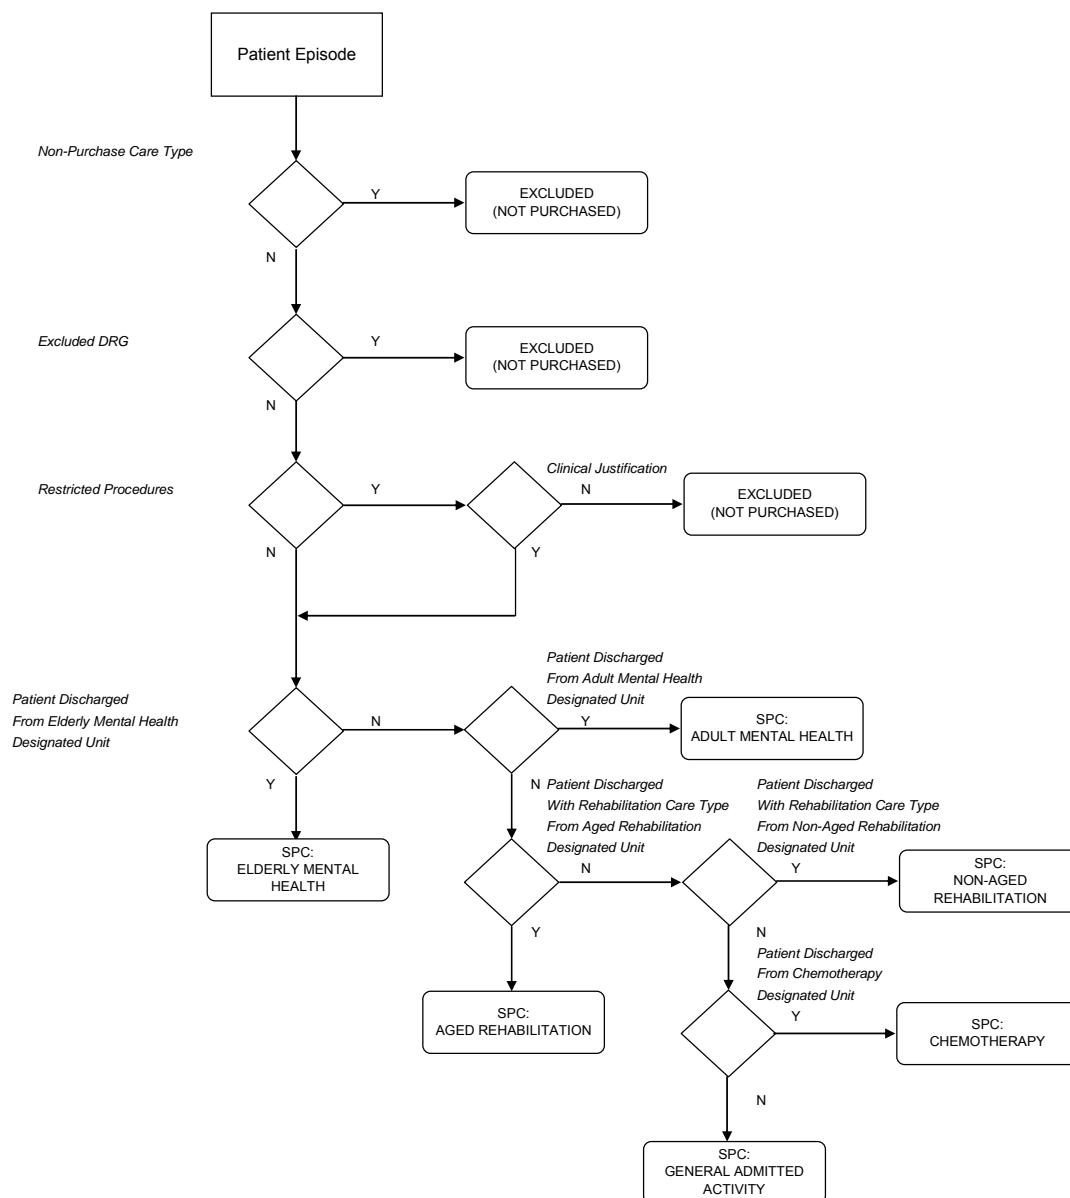 Patient Episode
Non-Purchase Care Type
Y
EXCLUDED
(NOT PURCHASED)
N
Excluded DRG
Y
EXCLUDED
(NOT PURCHASED)
N
Restricted Procedures
Y
Clinical Justification
N
EXCLUDED
(NOT PURCHASED)
N
Y
Patient Discharged
From Elderly Mental Health
Designated Unit
N
Patient Discharged
From Adult Mental Health
Designated Unit
Y
SPC:
ADULT MENTAL HEALTH
Y
SPC:
ELDERLY MENTAL
HEALTH
N
Patient Discharged
With Rehabilitation Care Type
From Aged Rehabilitation
Designated Unit
N
Patient Discharged
With Rehabilitation Care Type
From Non-Aged Rehabilitation
Designated Unit
Y
SPC:
NON-AGED
REHABILITATION
Y
SPC:
AGED REHABILITATION
N
Patient Discharged
From Chemotherapy
Designated Unit
Y
SPC:
CHEMOTHERAPY
N
SPC:
GENERAL ADMITTED
ACTIVITY